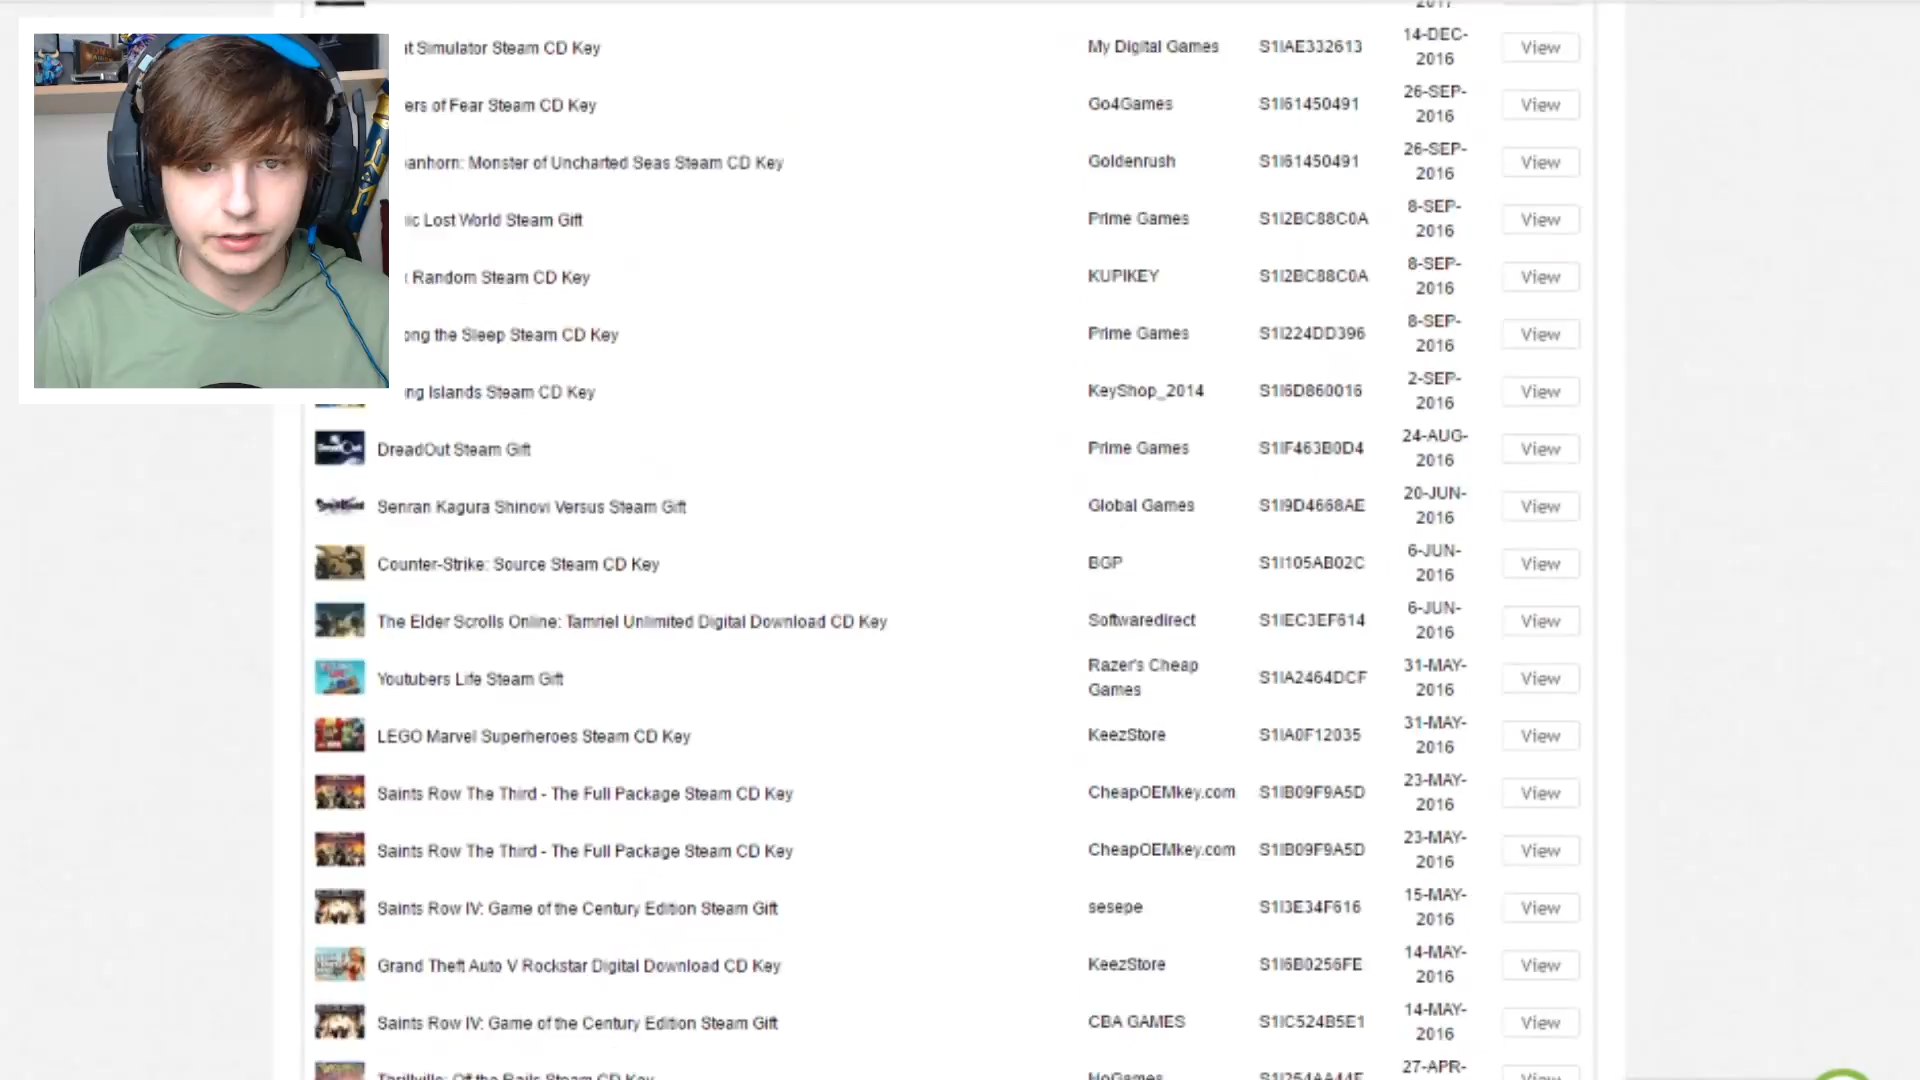 2017
t Simulator Steam CD Key My Digital Games S1IAE332613 14-DEC-
2016 View
ers of Fear Steam CD Key Go4Games S1I61450491 26-SEP-
2016 View
anhorn: Monster of Uncharted Seas Steam CD Key Goldenrush S1I61450491 26-SEP-
2016 View
ic Lost World Steam Gift Prime Games S1I2BC88C0A 8-SEP-
2016 View
Random Steam CD Key KUPIKEY S1I2BC88C0A 8-SEP-
2016 View
ong the Sleep Steam CD Key Prime Games S1I224DD396 8-SEP-
2016 View
ng Islands Steam CD Key KeyShop_2014 S1I6D860016 2-SEP-
2016 View
DreadOut Steam Gift Prime Games S1IF463B0D4 24-AUG-
2016 View
Senran Kagura Shinovi Versus Steam Gift Global Games S1I9D4668AE 20-JUN-
2016 View
Counter-Strike: Source Steam CD Key BGP S1I105AB02C 6-JUN-
2016 View
The Elder Scrolls Online: Tamriel Unlimited Digital Download CD Key Softwaredirect S1IEC3EF614 6-JUN-
2016 View
Youtubers Life Steam Gift Razer's Cheap
Games S1IA2464DCF 31-MAY-
2016 View
LEGO Marvel Superheroes Steam CD Key KeezStore S1IA0F12035 31-MAY-
2016 View
Saints Row The Third - The Full Package Steam CD Key CheapOEMkey.com S1IB09F9A5D 23-MAY-
2016 View
Saints Row The Third - The Full Package Steam CD Key CheapOEMkey.com S1IB09F9A5D 23-MAY-
2016 View
Saints Row IV: Game of the Century Edition Steam Gift sesepe S1I3E34F616 15-MAY-
2016 View
Grand Theft Auto V Rockstar Digital Download CD Key KeezStore S1I6B0256FE 14-MAY-
2016 View
Saints Row IV: Game of the Century Edition Steam Gift CBA GAMES S1IC524B5E1 14-MAY-
2016 View
Thrillville: Off the Rails Steam CD Key NoGames S1I254AA44F 27-APR-
View